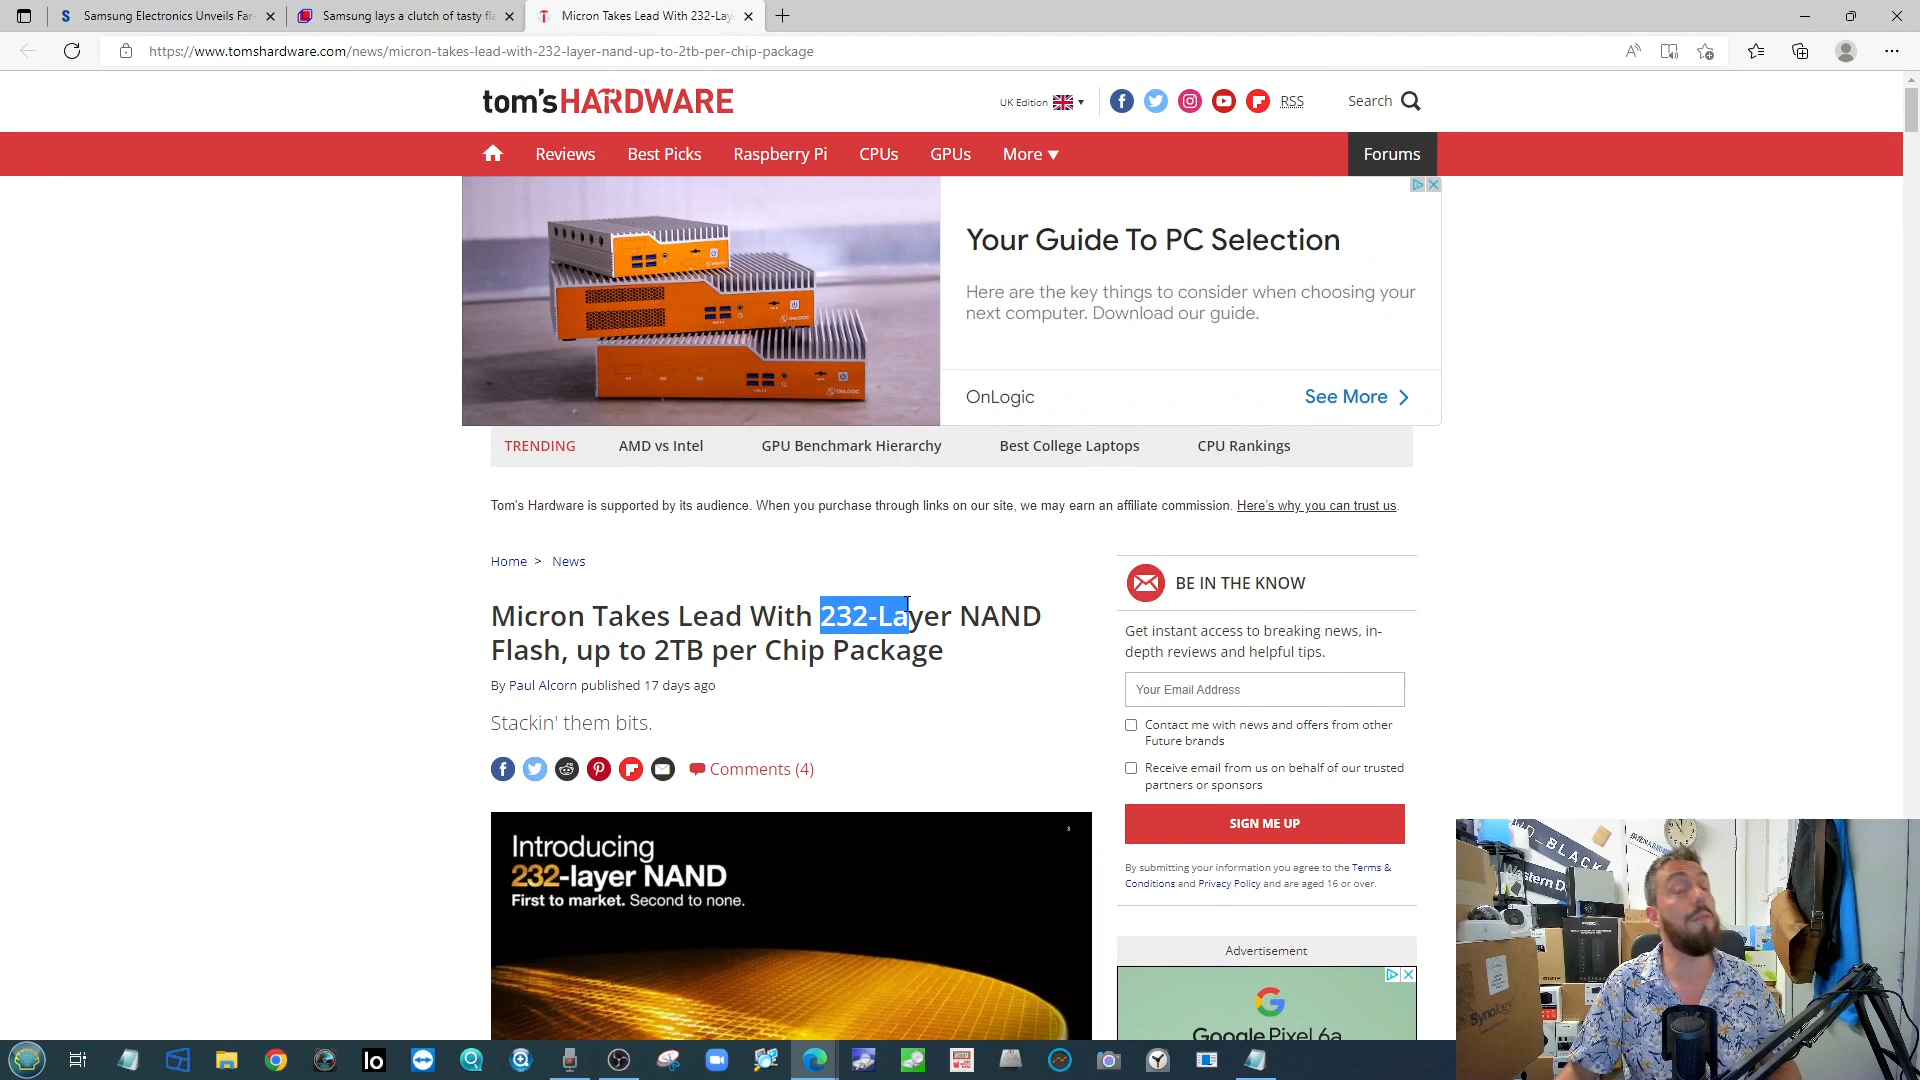 Samsung Electronics Unveils Far-
Samsung lays a clutch of tasty fla
Micron Takes Lead With 232-Lay
https://www.tomshardware.com/news/micron-takes-lead-with-232-layer-nand-up-to-2tb-per-chip-package
tom'sHARDWARE
UK Edition
RSS
Search
Reviews
Best Picks
Raspberry Pi
CPUs
GPUs
More
Forums
Your Guide To PC Selection
Here are the key things to consider when choosing your
next computer. Download our guide.
OnLogic
See More
TRENDING
AMD vs Intel
GPU Benchmark Hierarchy
Best College Laptops
CPU Rankings
Tom's Hardware is supported by its audience. When you purchase through links on our site, we may earn an affiliate commission. Here's why you can trust us.
Home > News
Micron Takes Lead With 232-Layer NAND
Flash, up to 2TB per Chip Package
By Paul Alcorn published 17 days ago
Stackin' them bits.
Comments (4)
Introducing
232-layer NAND
First to market. Second to none.
3
BE IN THE KNOW
Get instant access to breaking news, in-
depth reviews and helpful tips.
Your Email Address
Contact me with news and offers from other
Future brands
Receive email from us on behalf of our trusted
partners or sponsors
SIGN ME UP
By submitting your information you agree to the Terms &
Conditions and Privacy Policy and are aged 16 or over.
Advertisement
Google Pixel 6a
WD_BLACK
Western D
Synology